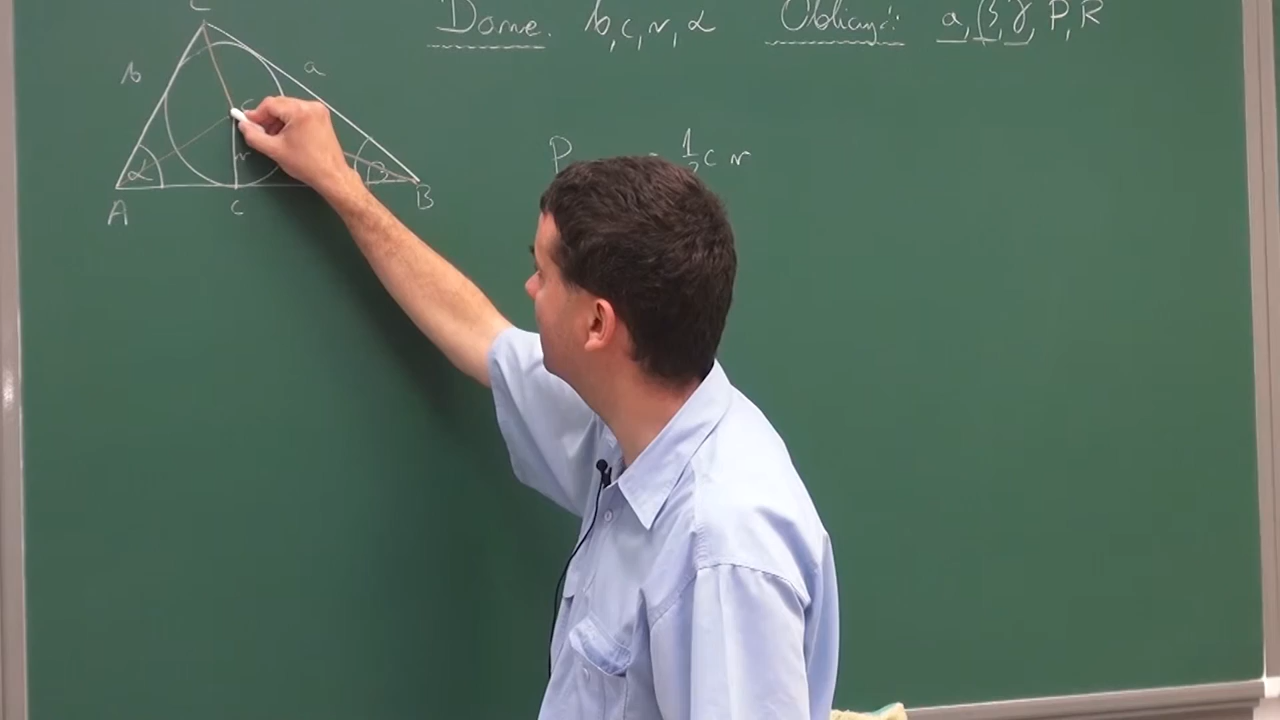 Dane: b, c, r, α Obliczyć: a, β, γ, P, R
C
b a
S
P = 1/2 c r
r
α β
A c B